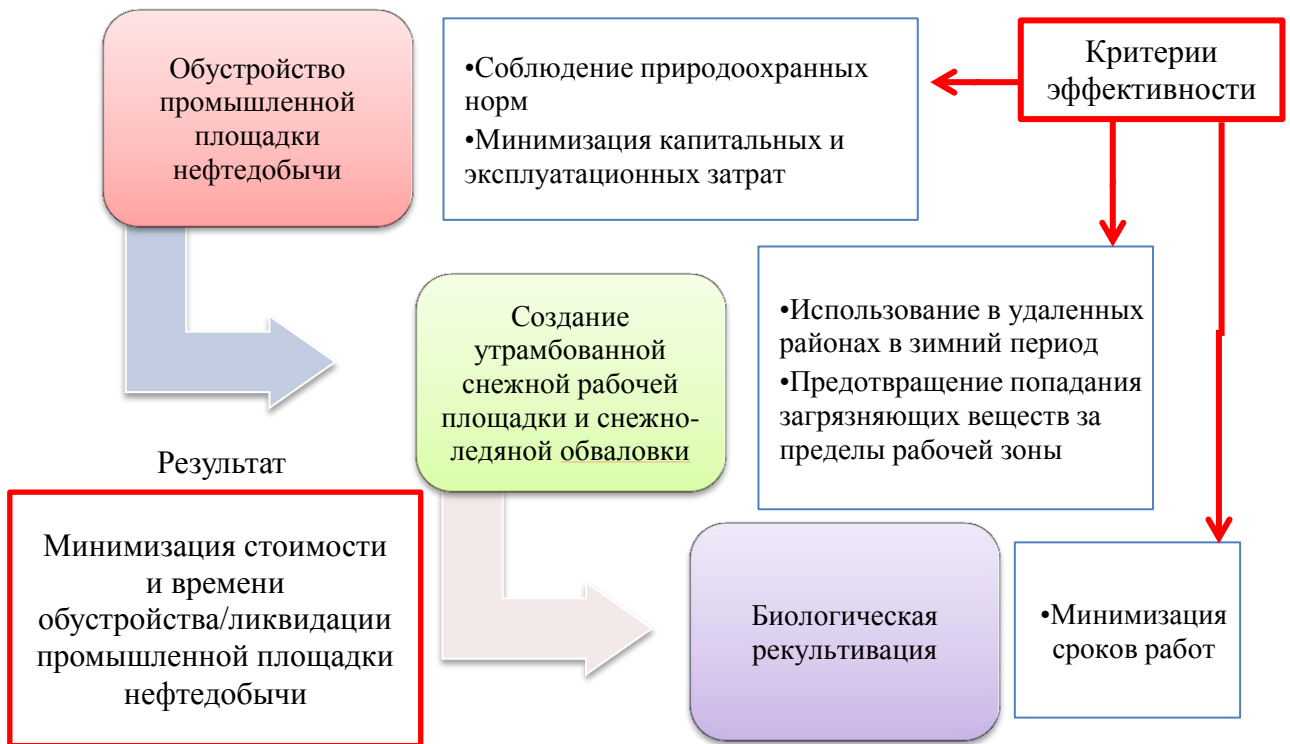 Обустройство
промышленной
площадки
нефтедобычи
•Соблюдение природоохранных
норм
•Минимизация капитальных и
эксплуатационных затрат
Критерии
эффективности
Создание
утрамбованной
снежной рабочей
площадки и снежно-
ледяной обваловки
•Использование в удаленных
районах в зимний период
•Предотвращение попадания
загрязняющих веществ за
пределы рабочей зоны
Результат
Минимизация стоимости
и времени
обустройства/ликвидации
промышленной площадки
нефтедобычи
Биологическая
рекультивация
•Минимизация
сроков работ